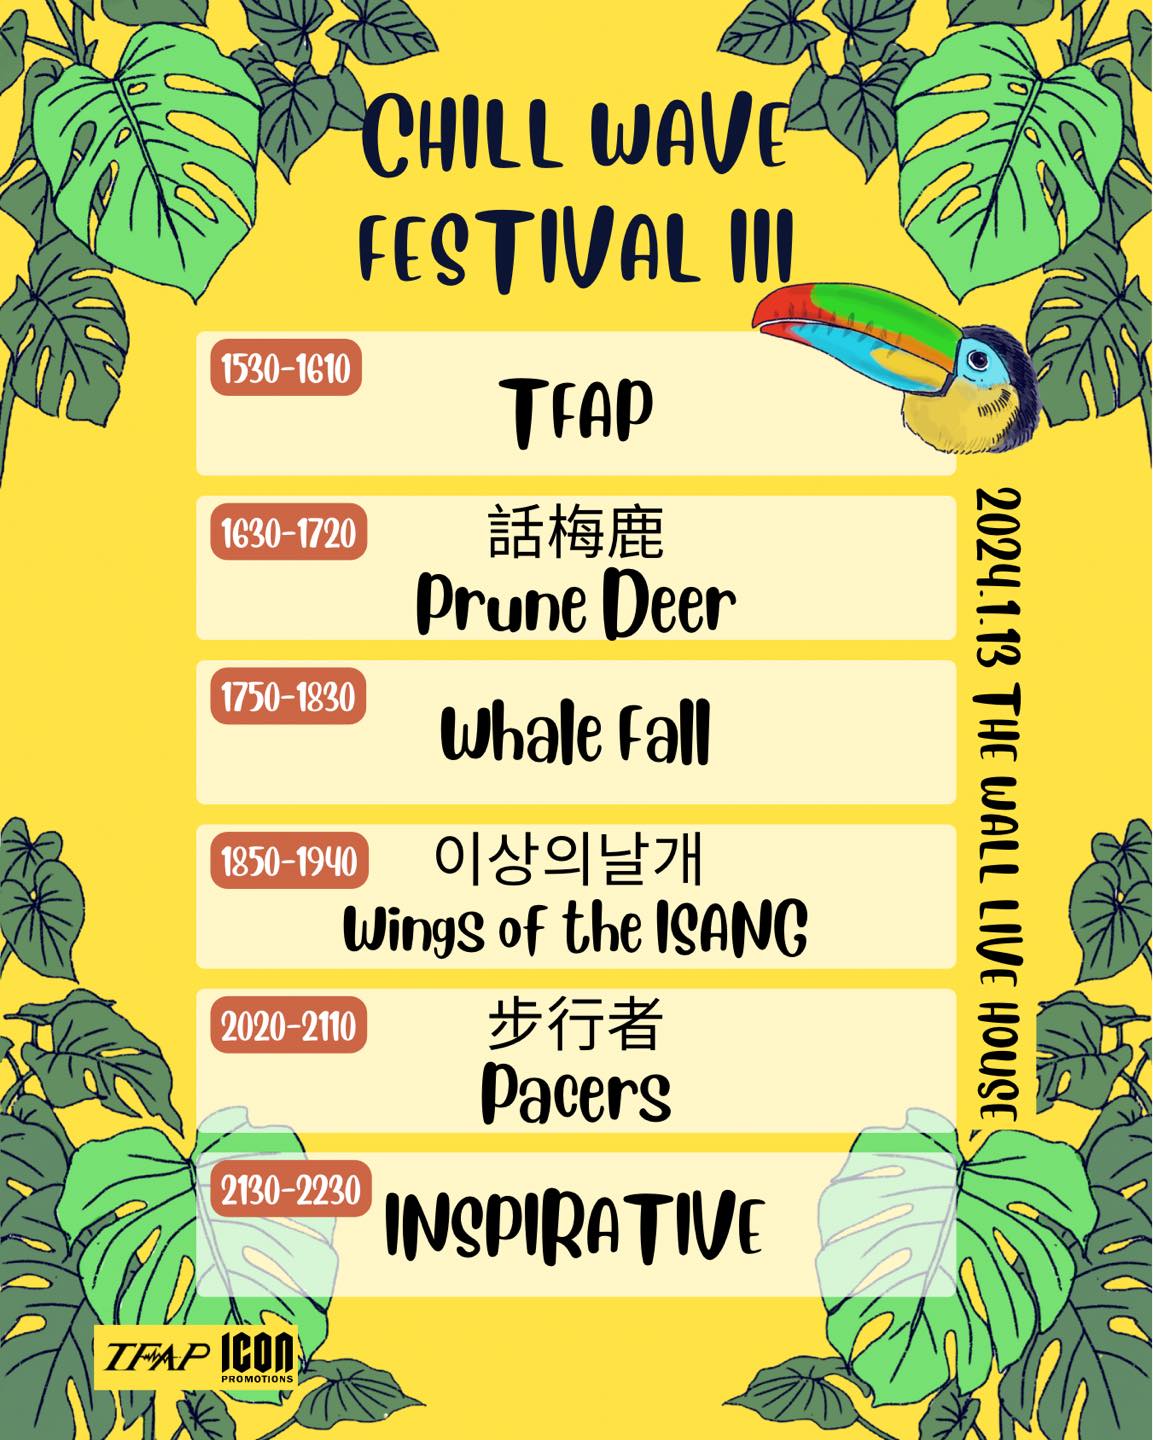 CHILL WAVE
FESTIVAL III
1530-1610
TFAP
1630-1720
話梅鹿
Prune Deer
1750-1830
Whale Fall
1850-1940
이상의날개
Wings of the ISANG
2020-2110
步行者
Pacers
2130-2230
INSPIRATIVE
2024.1.13 THE WALL LIVE HOUSE
TFAP
ICON
PROMOTIONS